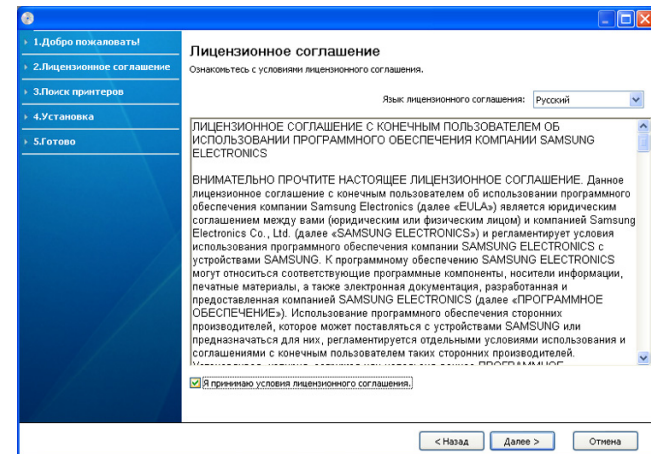 1.Добро пожаловать!
2.Лицензионное соглашение
3.Поиск принтеров
4.Установка
5.Готово
Лицензионное соглашение
Ознакомьтесь с условиями лицензионного соглашения.
Язык лицензионного соглашения: Русский
ЛИЦЕНЗИОННОЕ СОГЛАШЕНИЕ С КОНЕЧНЫМ ПОЛЬЗОВАТЕЛЕМ ОБ
ИСПОЛЬЗОВАНИИ ПРОГРАММНОГО ОБЕСПЕЧЕНИЯ КОМПАНИИ SAMSUNG
ELECTRONICS
ВНИМАТЕЛЬНО ПРОЧТИТЕ НАСТОЯЩЕЕ ЛИЦЕНЗИОННОЕ СОГЛАШЕНИЕ. Данное
лицензионное соглашение с конечным пользователем об использовании программного
обеспечения компании Samsung Electronics (далее «EULA») является юридическим
соглашением между вами (юридическим или физическим лицом) и компанией Samsung
Electronics Co., Ltd. (далее «SAMSUNG ELECTRONICS») и регламентирует условия
использования программного обеспечения компании SAMSUNG ELECTRONICS с
устройствами SAMSUNG. К программному обеспечению SAMSUNG ELECTRONICS
могут относиться соответствующие программные компоненты, носители информации,
печатные материалы, а также электронная документация, разработанная и
предоставленная компанией SAMSUNG ELECTRONICS (далее «ПРОГРАММНОЕ
ОБЕСПЕЧЕНИЕ»). Использование программного обеспечения сторонних
производителей, которое может поставляться с устройствами SAMSUNG или
предназначаться для них, регламентируется отдельными условиями использования и
соглашениями с конечным пользователем таких сторонних производителей.
Я принимаю условия лицензионного соглашения.
< Назад Далее > Отмена